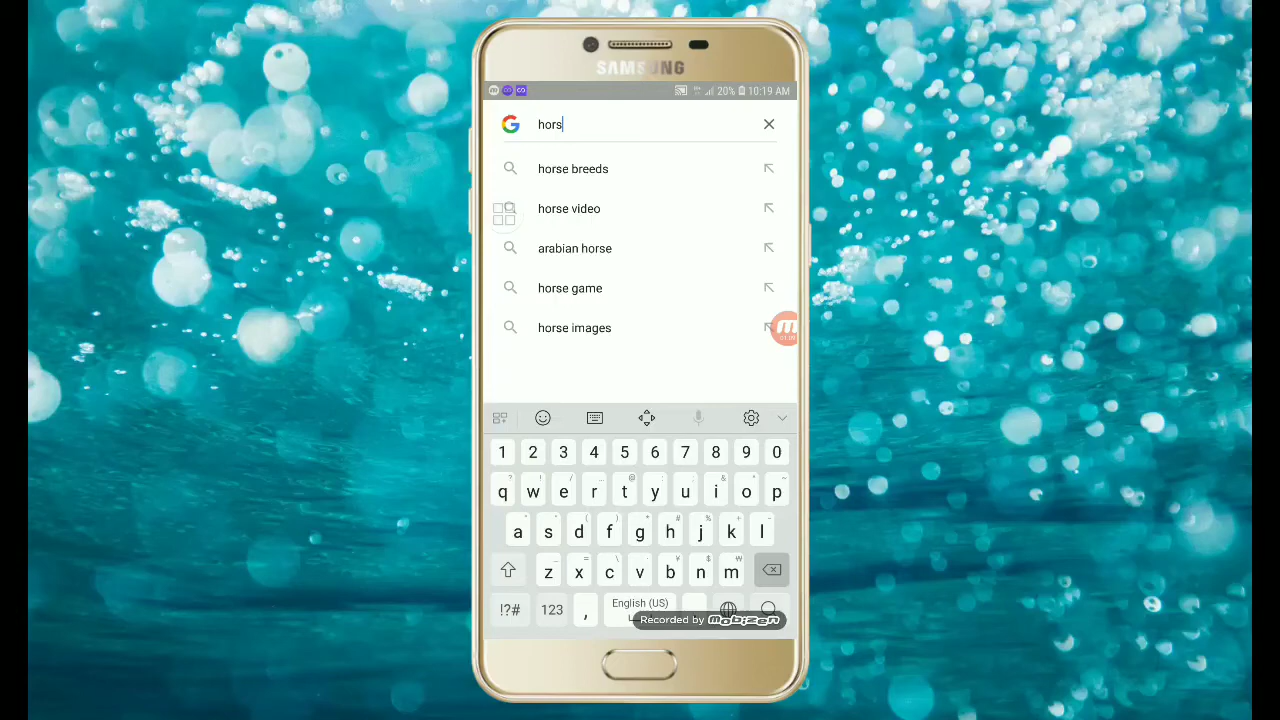 SAMSUNG
20% 10:19 AM
G hors
horse breeds
horse video
arabian horse
horse game
horse images
1 2 3 4 5 6 7 8 9 0
q w e r t y u i o p
a s d f g h j k l
z x c v b n m
!?# 123 , English (US)
Recorded by mobizen